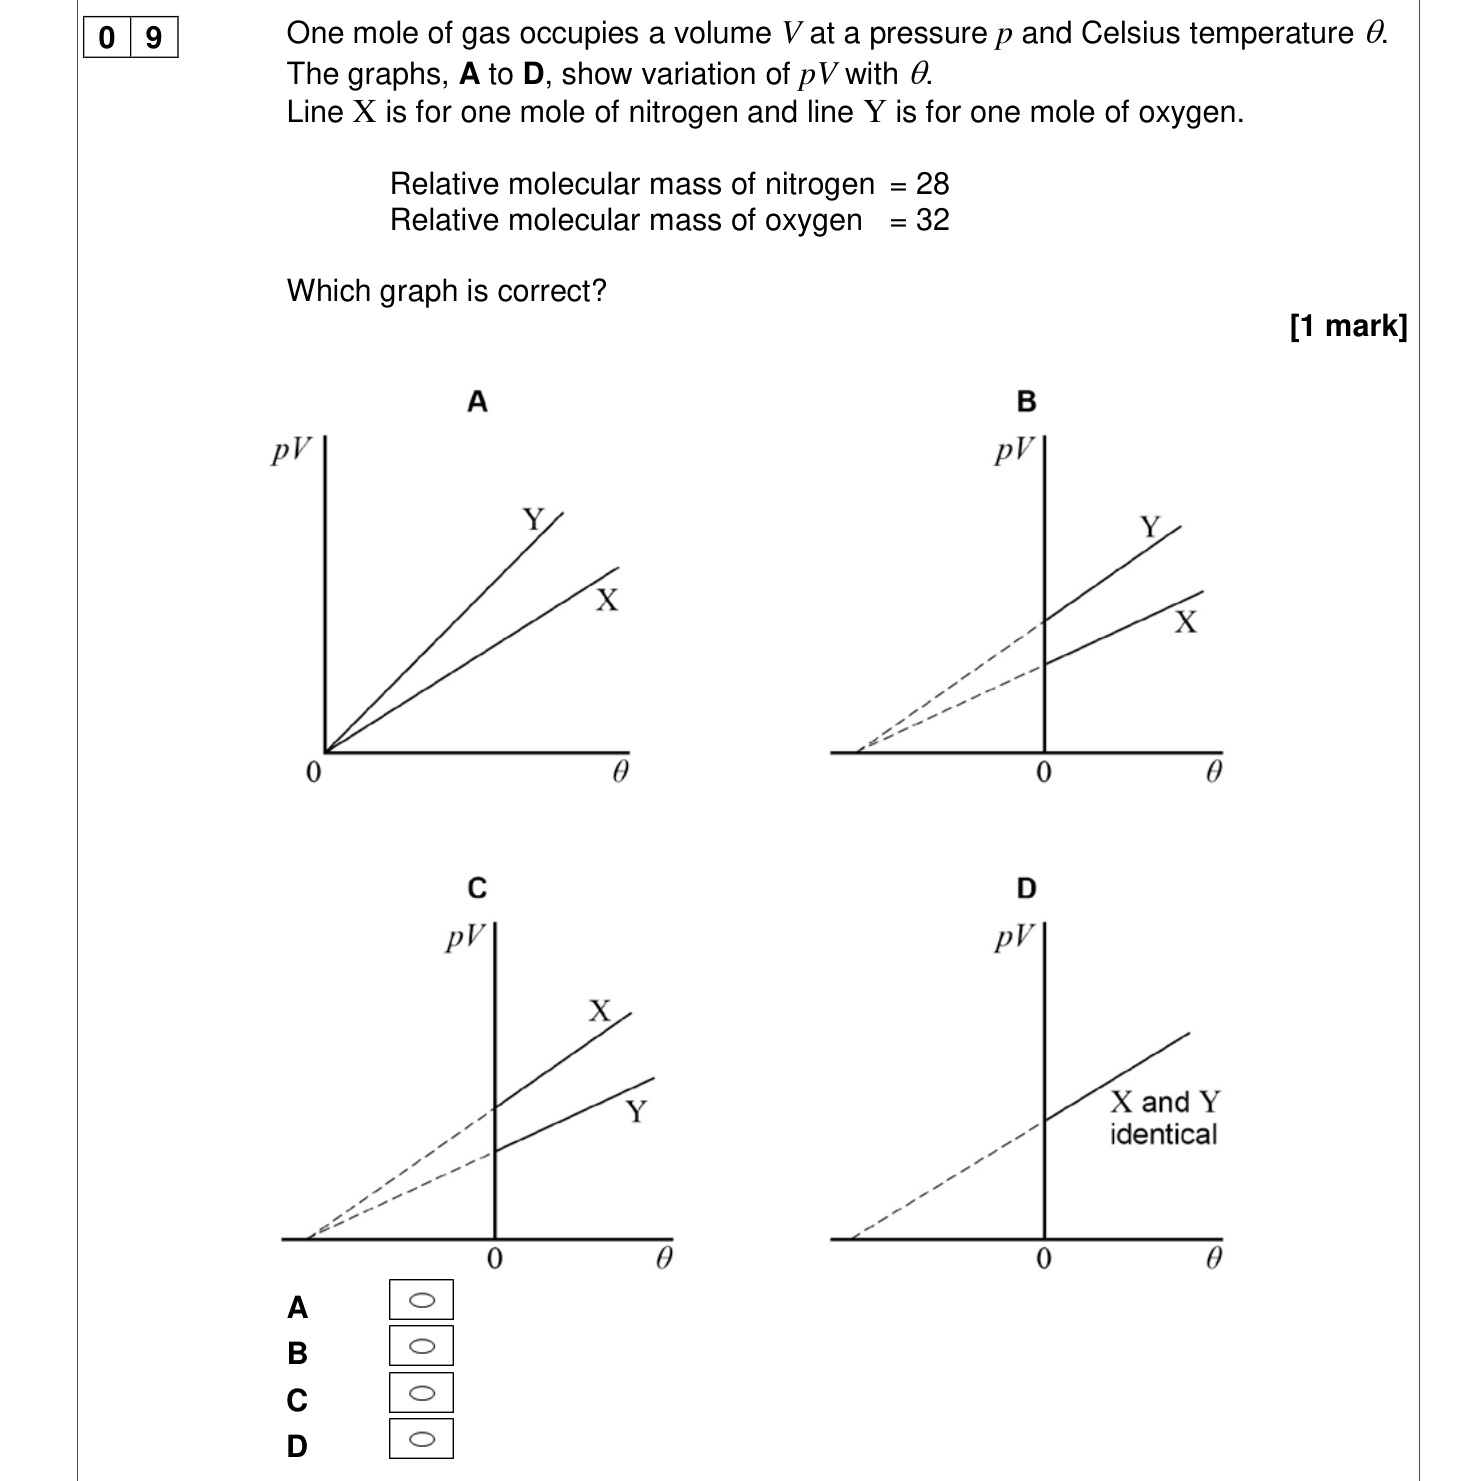 0 9
One mole of gas occupies a volume V at a pressure p and Celsius temperature θ.
The graphs, A to D, show variation of pV with θ.
Line X is for one mole of nitrogen and line Y is for one mole of oxygen.
Relative molecular mass of nitrogen = 28
Relative molecular mass of oxygen = 32
Which graph is correct?
[1 mark]
A
pV
Y
X
0
θ
B
pV
Y
X
0
θ
C
pV
X
Y
0
θ
D
pV
X and Y
identical
0
θ
A
B
C
D